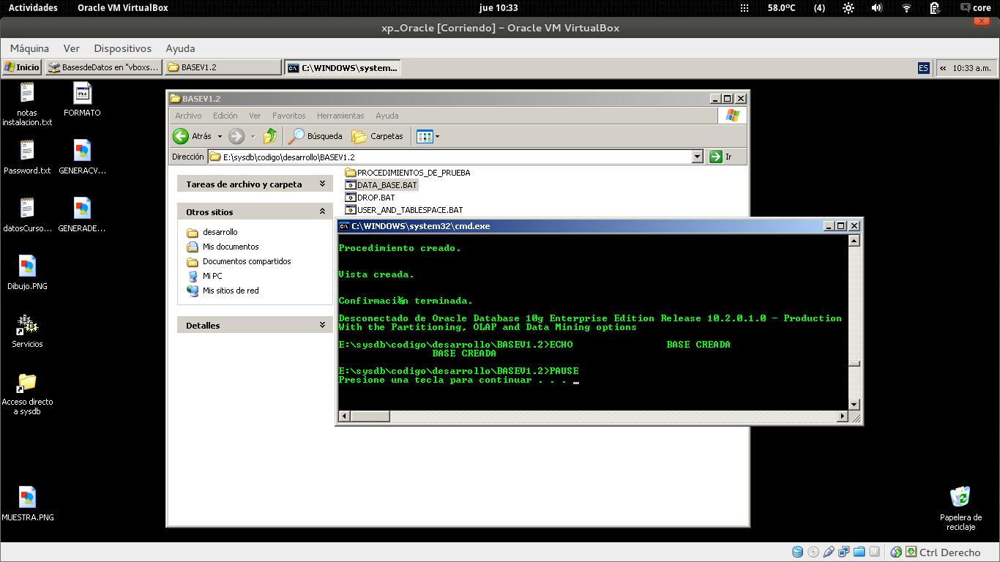 Actividades Oracle VM VirtualBox jue 10:33 58.0ºC (4) core
xp_Oracle [Corriendo] - Oracle VM VirtualBox
Máquina Ver Dispositivos Ayuda
Inicio BasesdeDatos en "vboxs... BASEV1.2 C:\WINDOWS\system... ES « 10:33 a.m.
notas instalacion.txt
FORMATO
Password.txt
GENERACV...
datosCurso...
GENERADE...
Dibujo.PNG
Servicios
Acceso directo
a sysdb
MUESTRA.PNG
BASEV1.2
Archivo Edición Ver Favoritos Herramientas Ayuda
Atrás Búsqueda Carpetas
Dirección E:\sysdb\codigo\desarrollo\BASEV1.2 Ir
Tareas de archivo y carpeta
Otros sitios
desarrollo
Mis documentos
Documentos compartidos
Mi PC
Mis sitios de red
Detalles
PROCEDIMIENTOS_DE_PRUEBA
DATA_BASE.BAT
DROP.BAT
USER_AND_TABLESPACE.BAT
C:\WINDOWS\system32\cmd.exe
Procedimiento creado.
Vista creada.
Confirmaci¾n terminada.
Desconectado de Oracle Database 10g Enterprise Edition Release 10.2.0.1.0 - Production
With the Partitioning, OLAP and Data Mining options
E:\sysdb\codigo\desarrollo\BASEV1.2>ECHO BASE CREADA
BASE CREADA
E:\sysdb\codigo\desarrollo\BASEV1.2>PAUSE
Presione una tecla para continuar . . . _
Papelera de
reciclaje
Ctrl Derecho